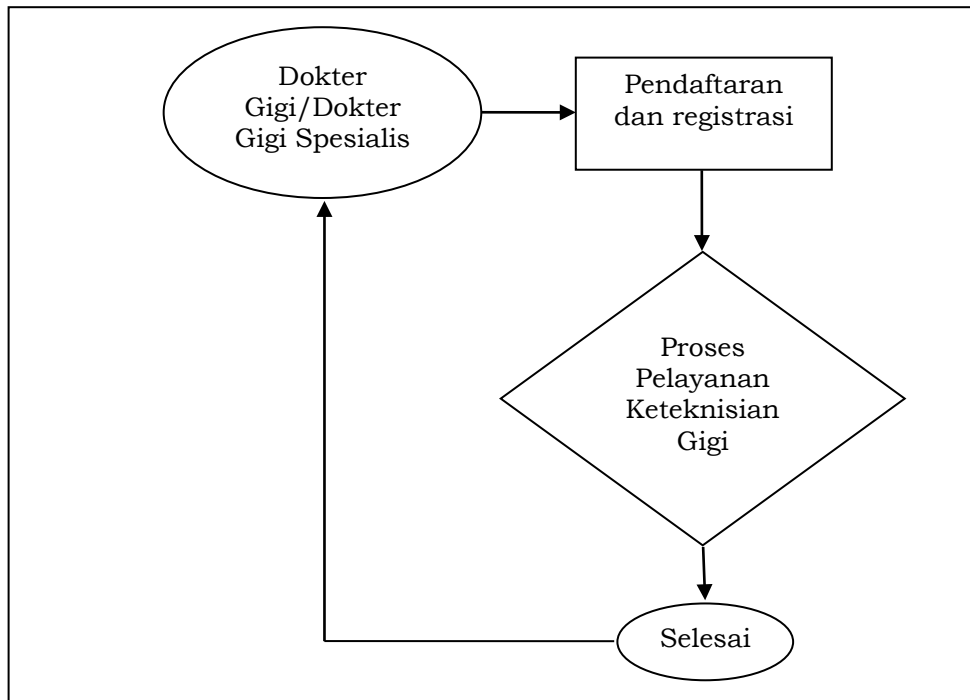 Dokter
Gigi/Dokter
Gigi Spesialis
Pendaftaran
dan registrasi
Proses
Pelayanan
Keteknisian
Gigi
Selesai